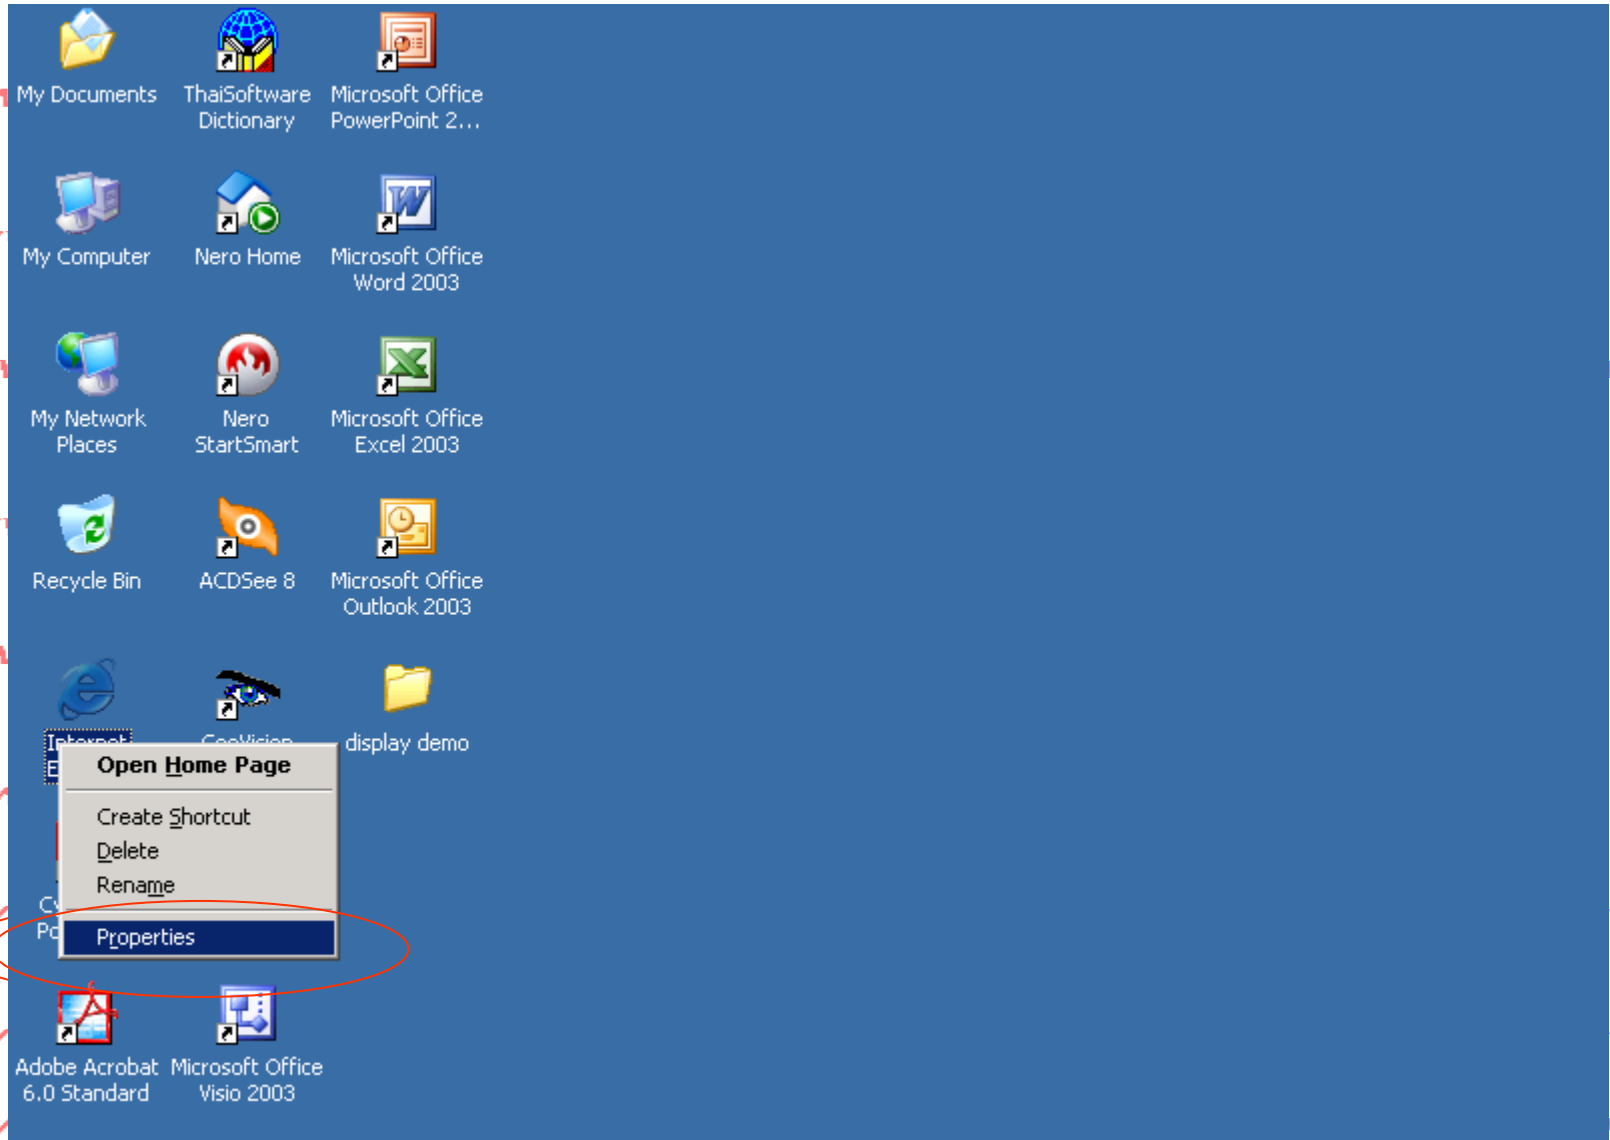 My Documents
ThaiSoftware
Dictionary
Microsoft Office
PowerPoint 2...
My Computer
Nero Home
Microsoft Office
Word 2003
My Network
Places
Nero
StartSmart
Microsoft Office
Excel 2003
Recycle Bin
ACDSee 8
Microsoft Office
Outlook 2003
Internet
GeoVision
display demo
Open Home Page
Create Shortcut
Delete
Rename
Properties
Adobe Acrobat
6.0 Standard
Microsoft Office
Visio 2003